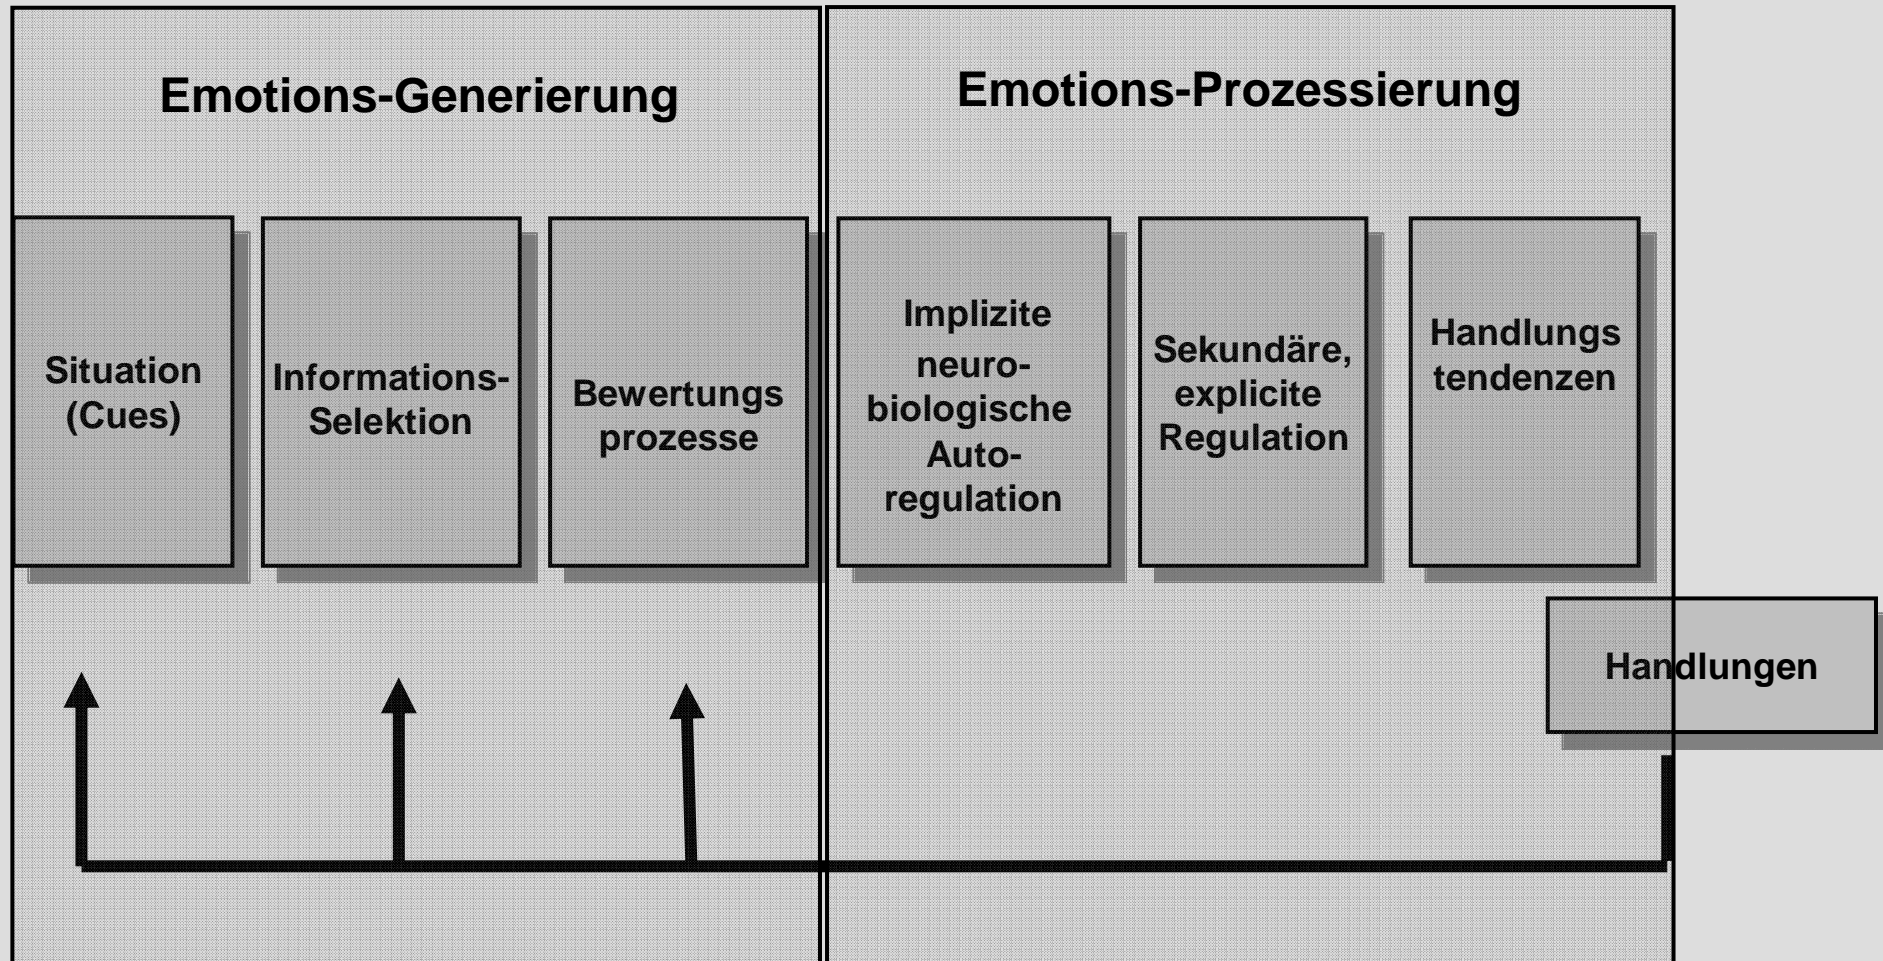 Emotions-Generierung
Emotions-Prozessierung
Situation
(Cues)
Informations-
Selektion
Bewertungs
prozesse
Implizite
neuro-
biologische
Auto-
regulation
Sekundäre,
explicite
Regulation
Handlungs
tendenzen
Handlungen